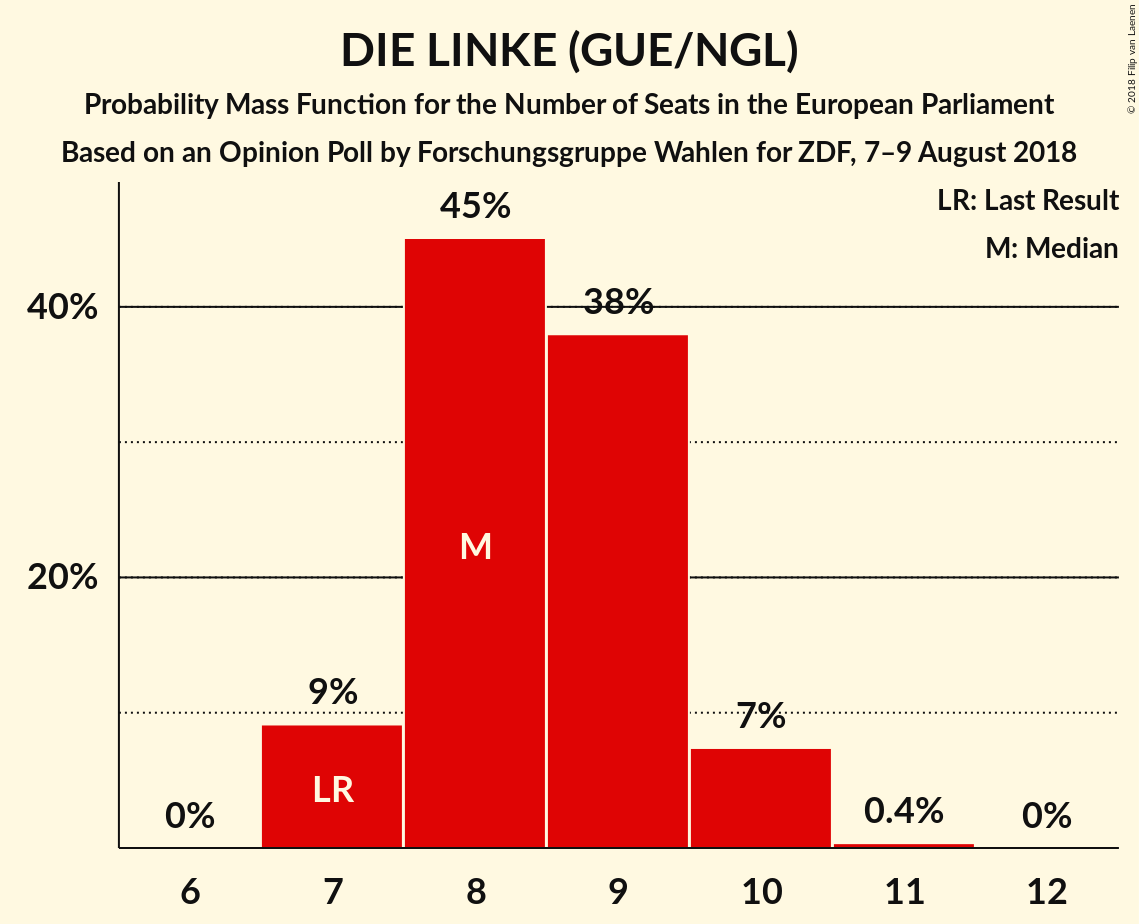 DIE LINKE (GUE/NGL)
Probability Mass Function for the Number of Seats in the European Parliament
Based on an Opinion Poll by Forschungsgruppe Wahlen for ZDF, 7–9 August 2018
© 2018 Filip van Laenen
LR: Last Result
M: Median
45%
40%
38%
M
20%
9%
7%
LR
0%
0.4%
0%
6 7 8 9 10 11 12